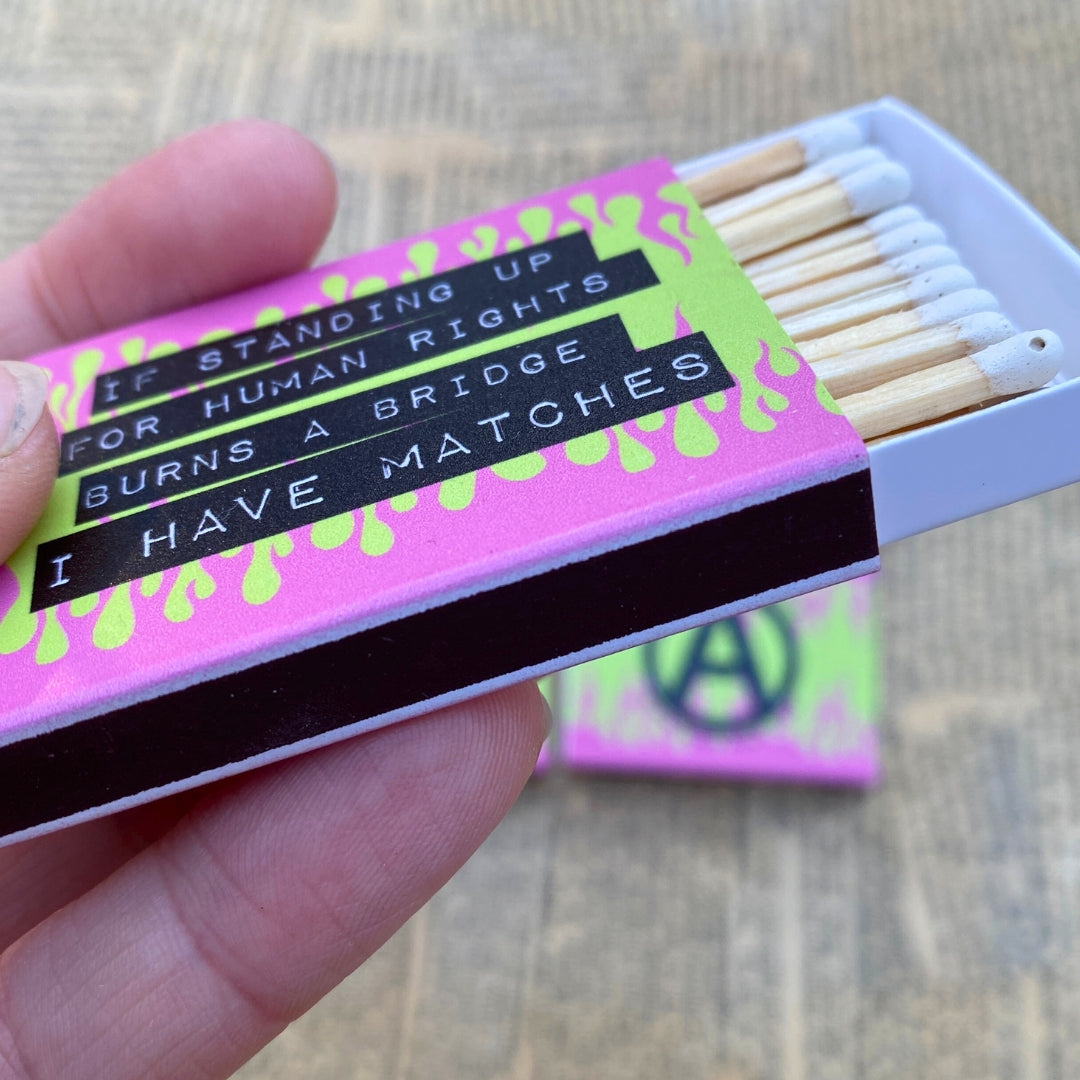 IF STANDING UP
FOR HUMAN RIGHTS
BURNS A BRIDGE
I HAVE MATCHES
A